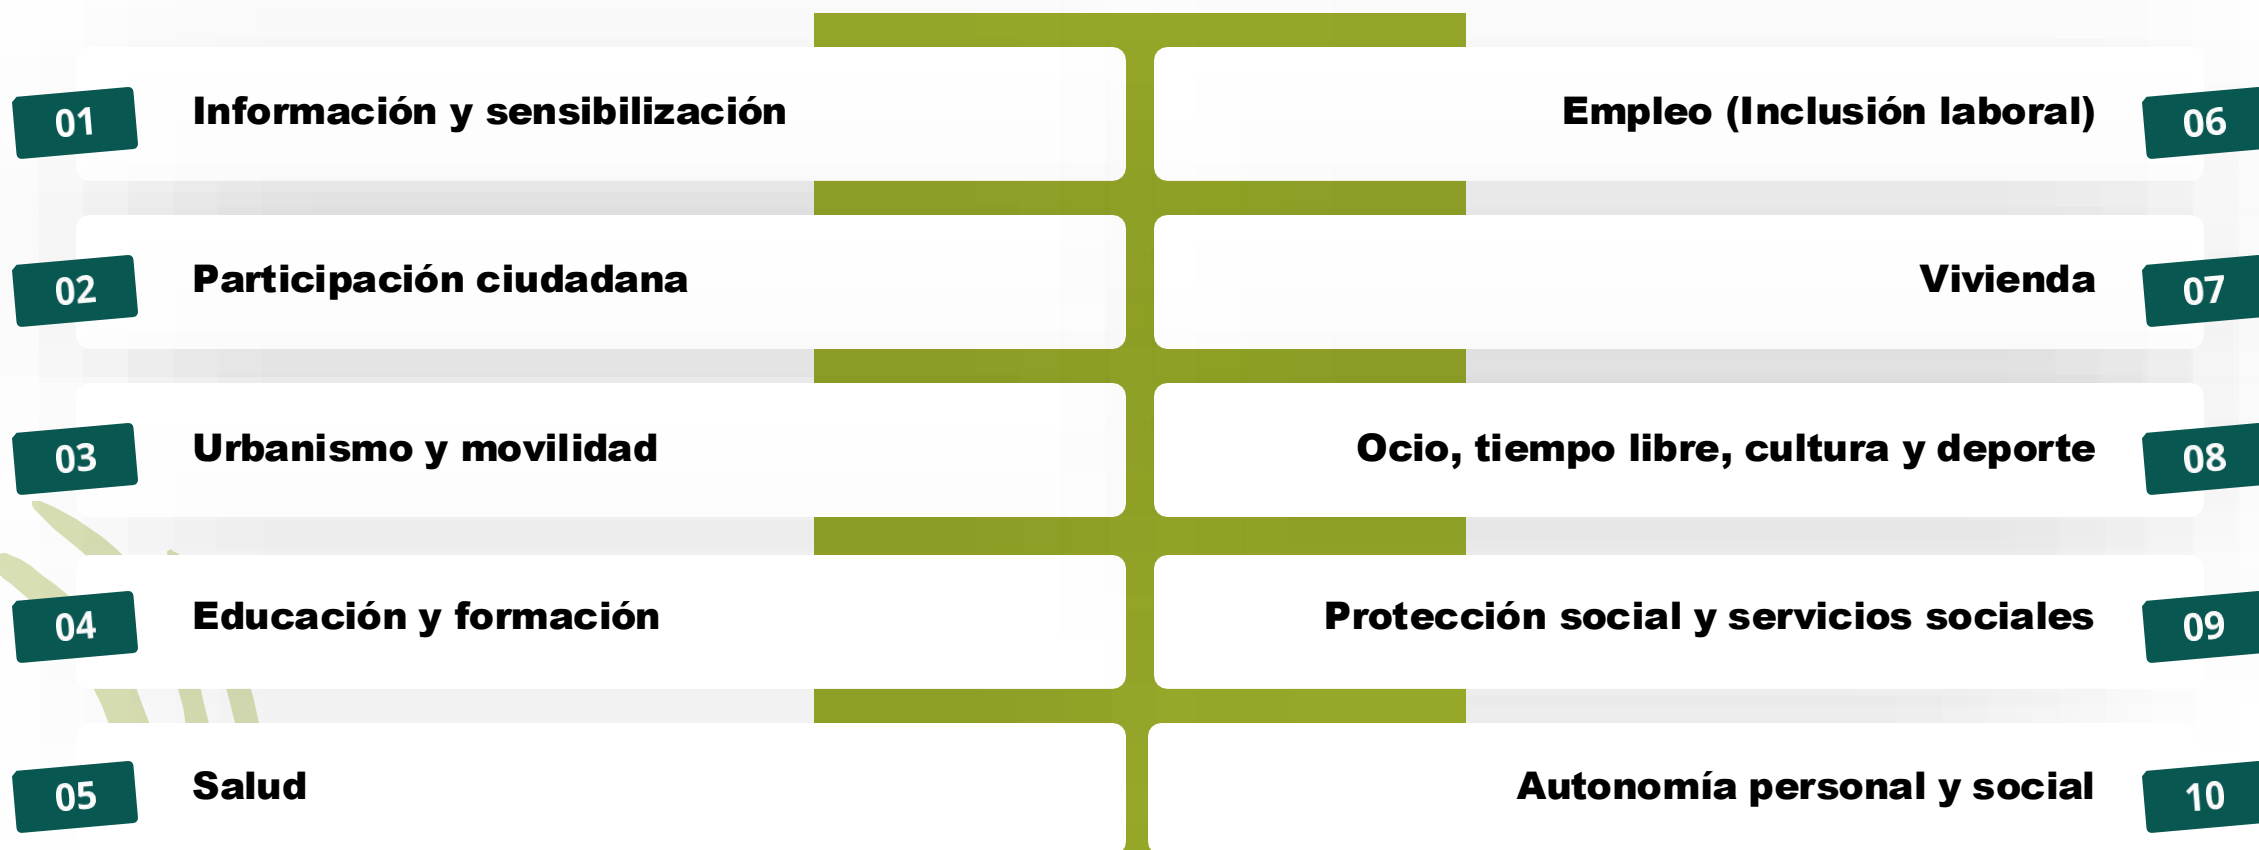 01
Información y sensibilización
02
Participación ciudadana
03
Urbanismo y movilidad
04
Educación y formación
05
Salud
Empleo (Inclusión laboral)
06
Vivienda
07
Ocio, tiempo libre, cultura y deporte
08
Protección social y servicios sociales
09
Autonomía personal y social
10